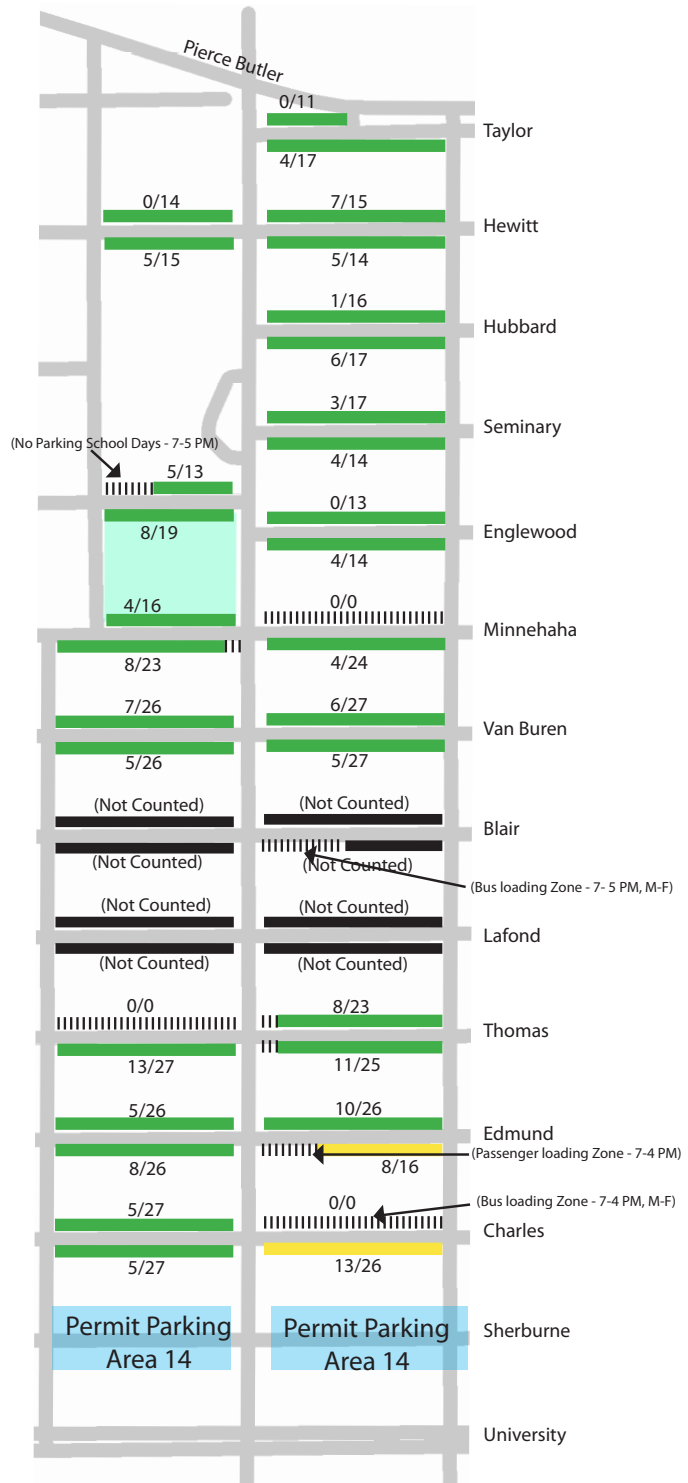 Pierce Butler
0/11
Taylor
4/17
0/14
7/15
Hewitt
5/15
5/14
1/16
Hubbard
6/17
3/17
Seminary
(No Parking School Days - 7-5 PM)
4/14
5/13
0/13
8/19
Englewood
4/14
4/16
0/0
Minnehaha
8/23
4/24
7/26
6/27
Van Buren
5/26
5/27
(Not Counted)
(Not Counted)
Blair
(Not Counted)
(Not Counted)
(Bus loading Zone - 7- 5 PM, M-F)
(Not Counted)
(Not Counted)
Lafond
(Not Counted)
(Not Counted)
0/0
8/23
Thomas
13/27
11/25
5/26
10/26
Edmund
(Passenger loading Zone - 7-4 PM)
8/26
8/16
5/27
0/0
(Bus loading Zone - 7-4 PM, M-F)
Charles
5/27
13/26
Permit Parking
Area 14
Permit Parking
Area 14
Sherburne
University